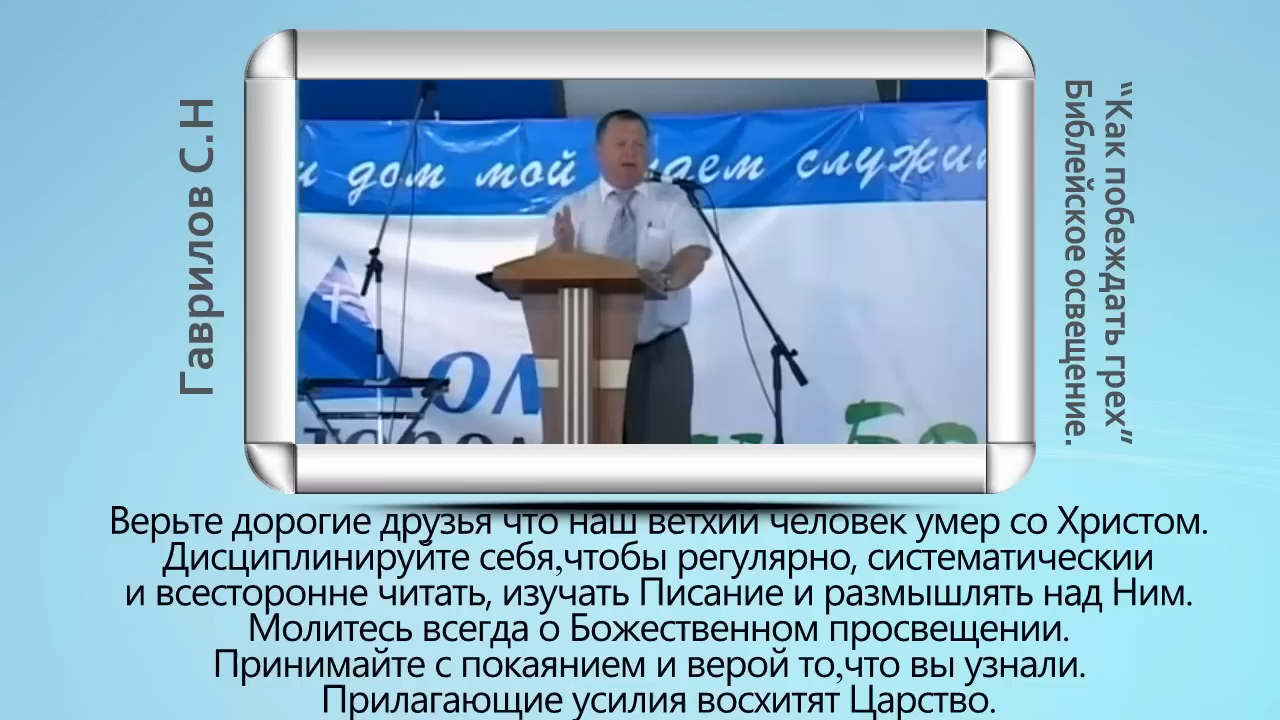 Гаврилов С.Н
дом мой
служи
“Как побеждать грех”
Библейское освещение.
Верьте дорогие друзья что наш ветхий человек умер со Христом.
Дисциплинируйте себя,чтобы регулярно, систематически
и всесторонне читать, изучать Писание и размышлять над Ним.
Молитесь всегда о Божественном просвещении.
Принимайте с покаянием и верой то,что вы узнали.
Прилагающие усилия восхитят Царство.